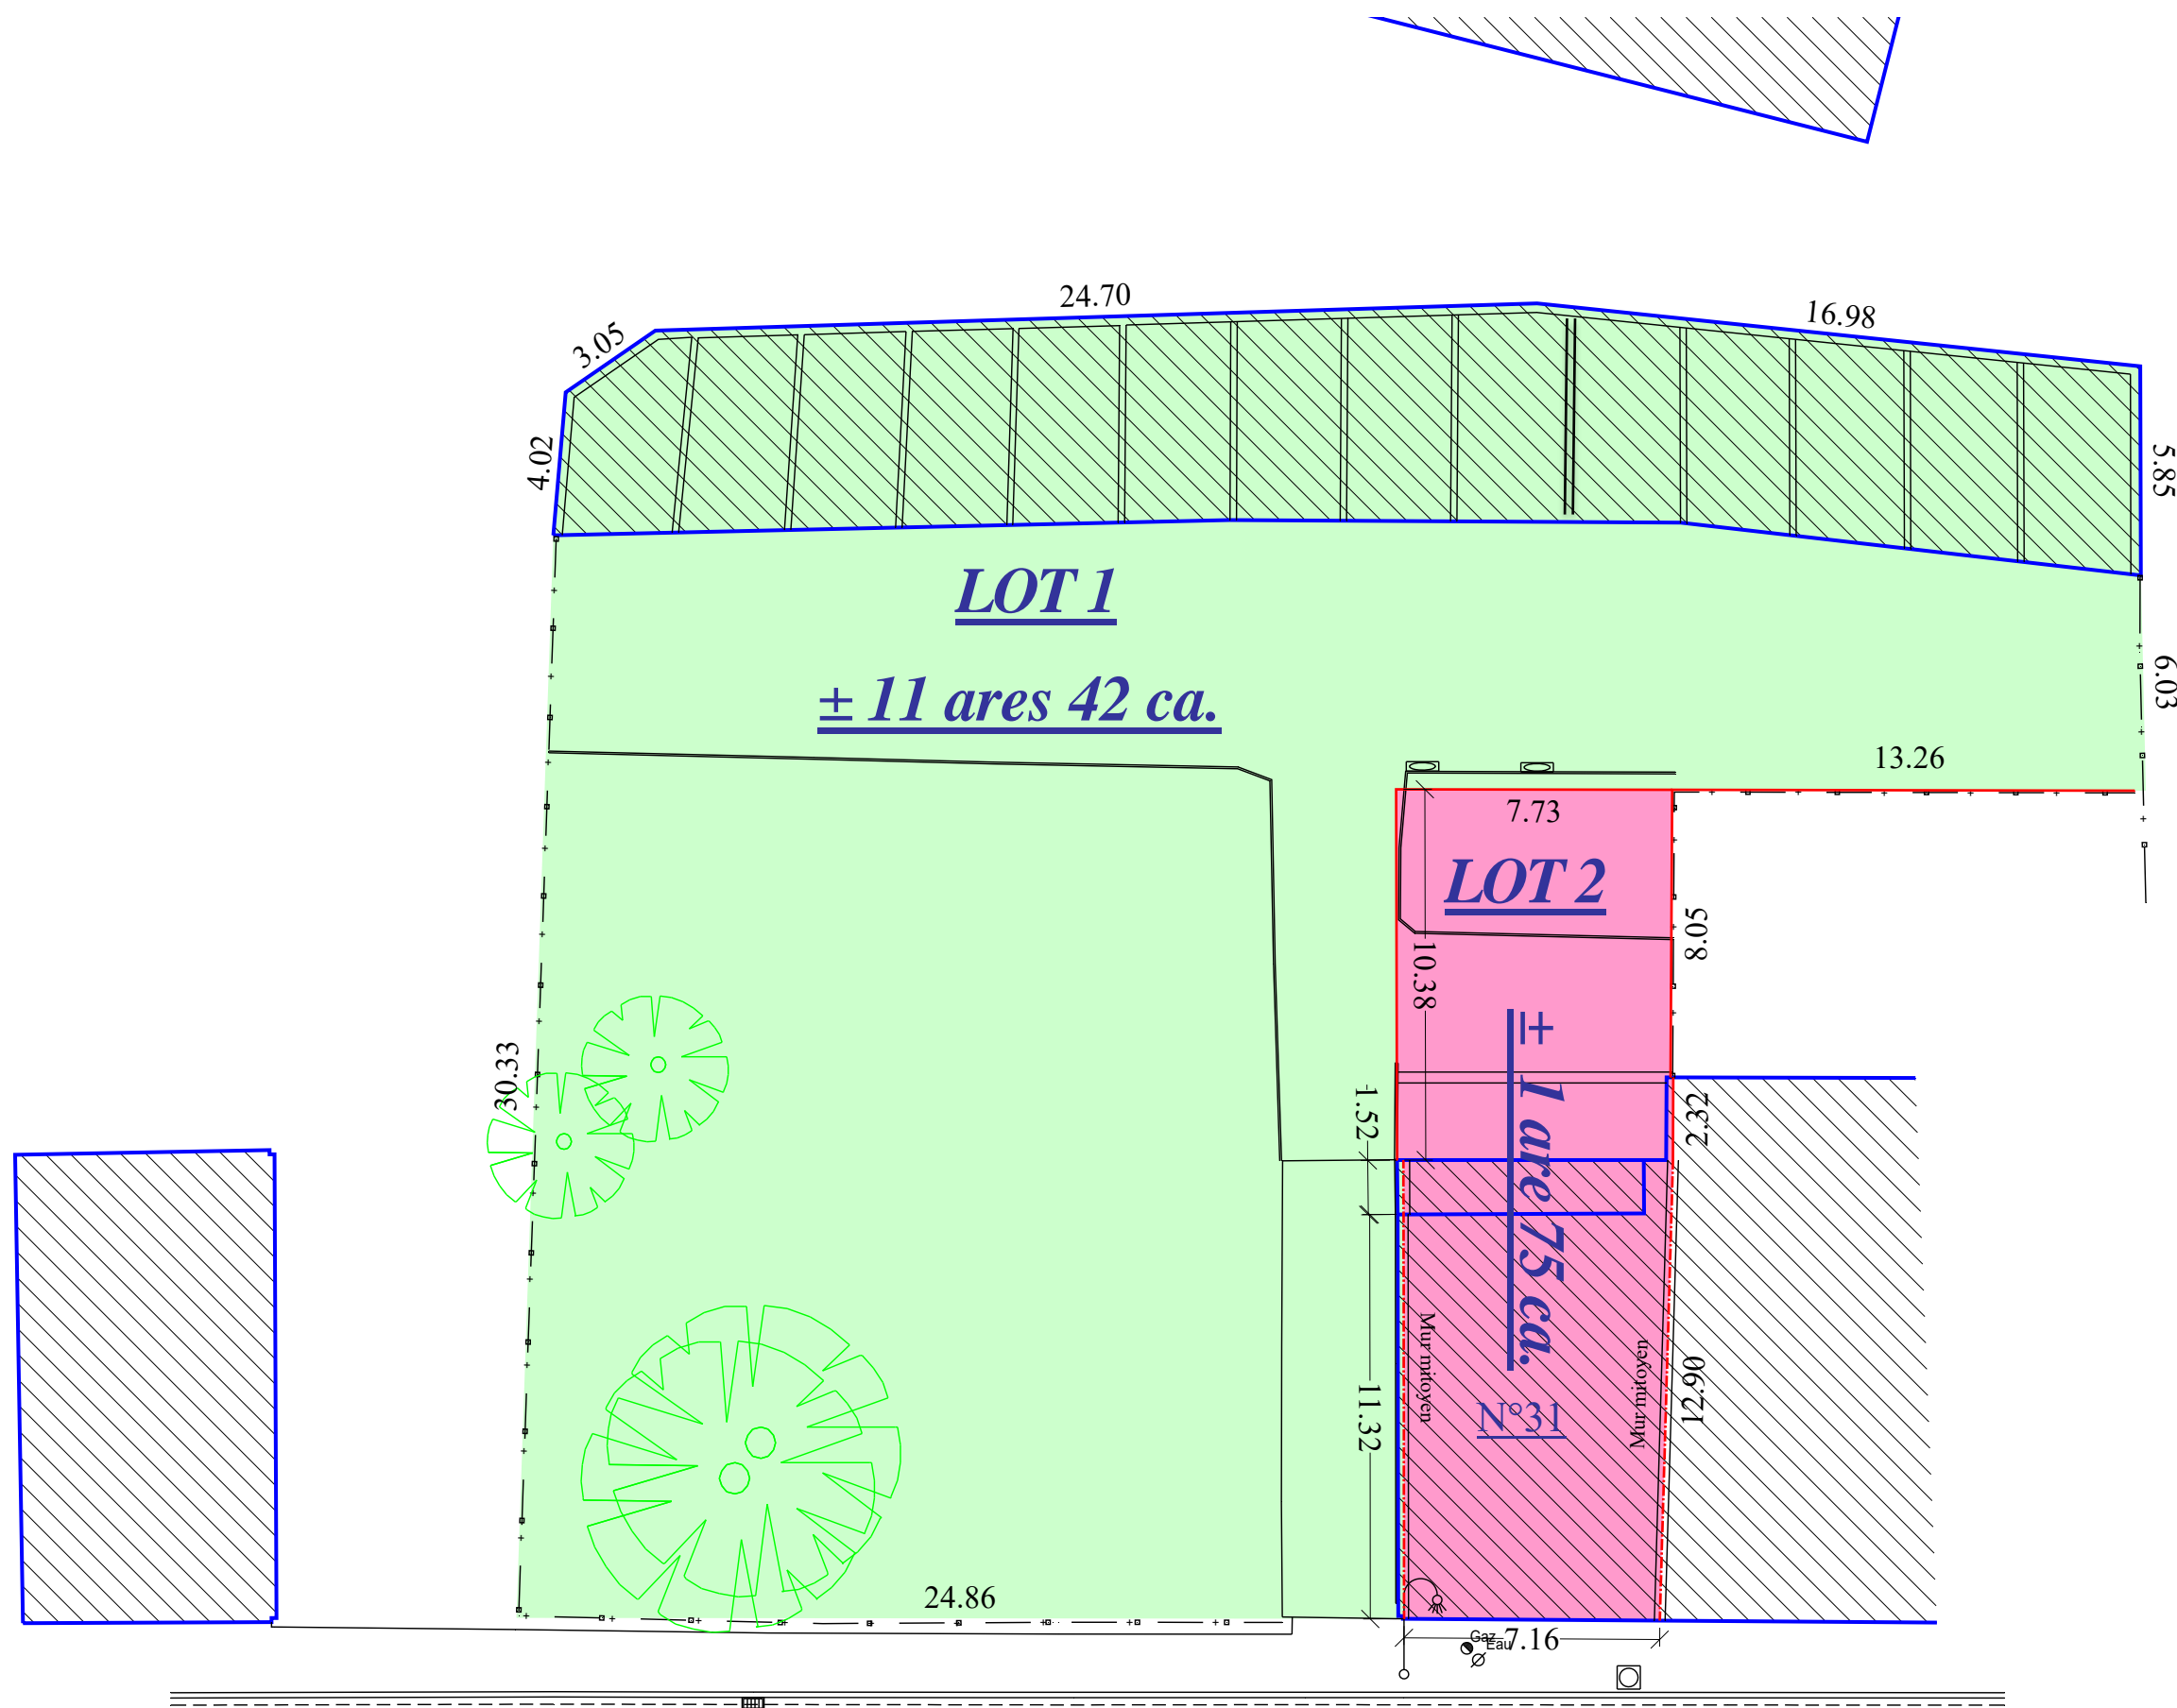 24.70
16.98
3.05
4.02
5.85
LOT 1
6.03
± 11 ares 42 ca.
13.26
7.73
LOT 2
8.05
10.38
30.33
1.52
2.32
± 1 are 75 ca.
Mur mitoyen
Mur mitoyen
12.90
11.32
N°31
24.86
Gaz
Eau
7.16